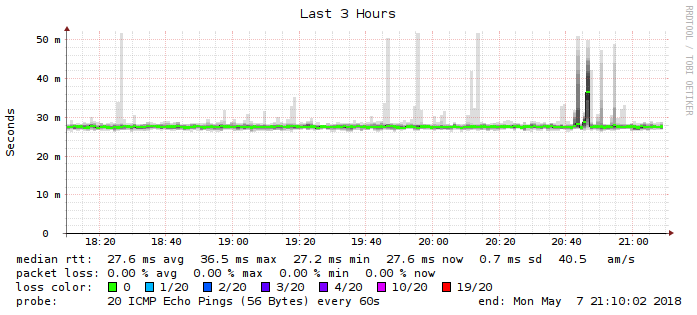 Last 3 Hours
RRDTOOL / TOBI OETIKER
Seconds
50 m
40 m
30 m
20 m
10 m
0
18:20 18:40 19:00 19:20 19:40 20:00 20:20 20:40 21:00
median rtt: 27.6 ms avg 36.5 ms max 27.2 ms min 27.6 ms now 0.7 ms sd 40.5 am/s
packet loss: 0.00 % avg 0.00 % max 0.00 % min 0.00 % now
loss color: 0 1/20 2/20 3/20 4/20 10/20 19/20
probe: 20 ICMP Echo Pings (56 Bytes) every 60s end: Mon May 7 21:10:02 2018